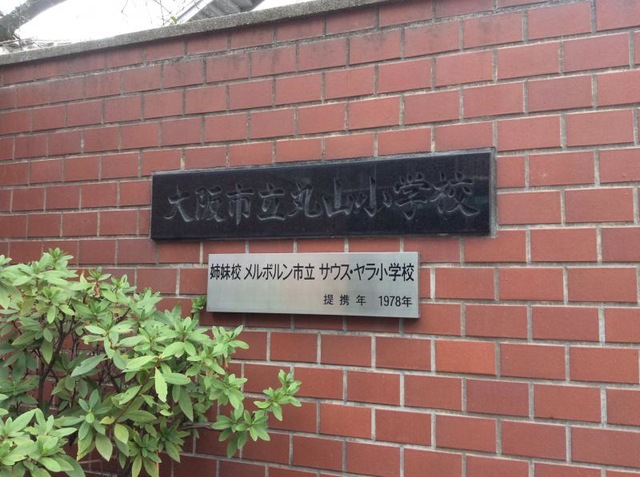 大阪市立丸山小学校
姉妹校 メルボルン市立 サウス・ヤラ小学校
提携年 1978年